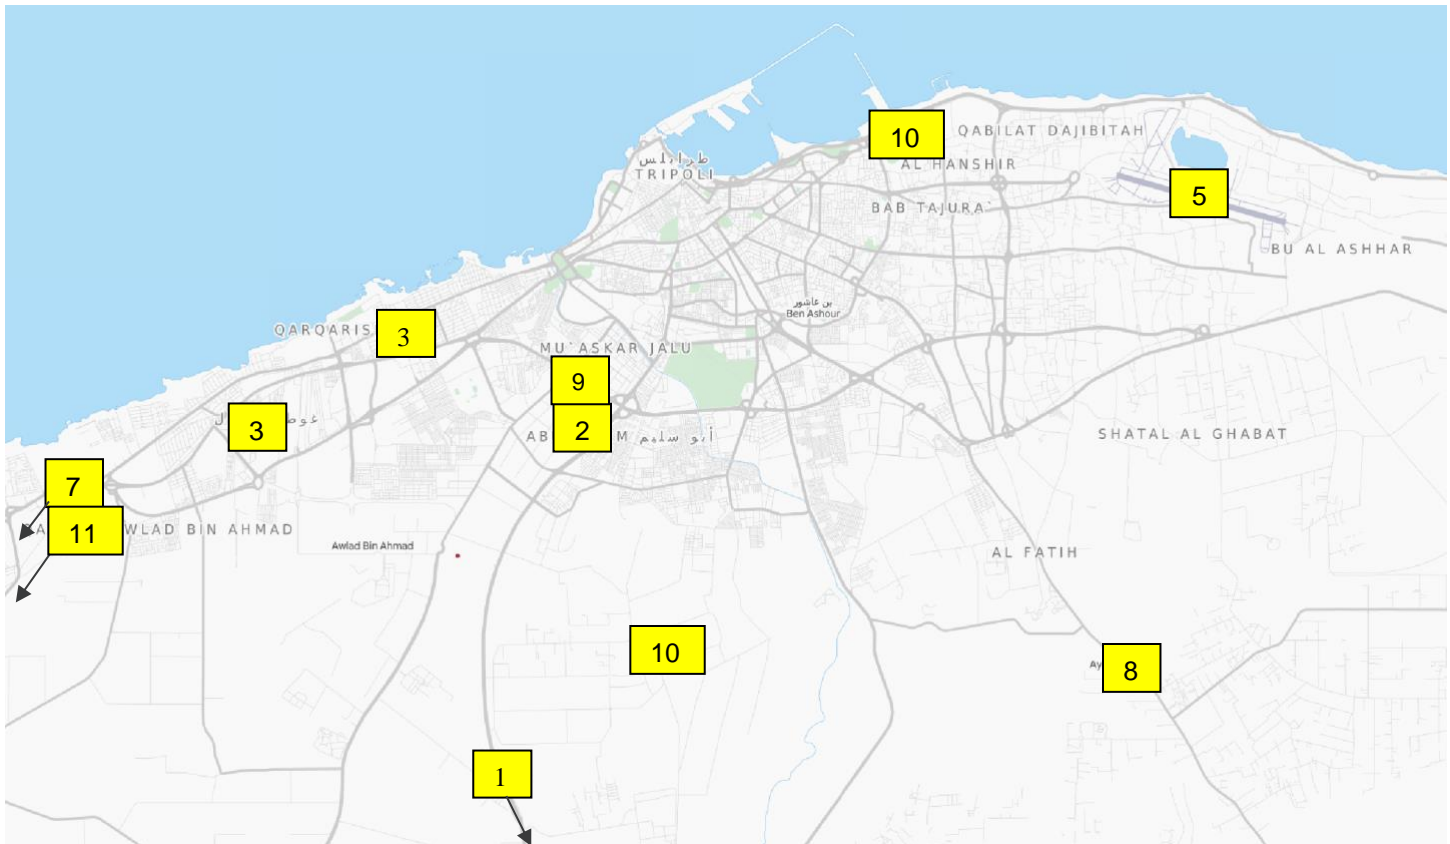 10
QABILAT DAJIBITAH
AL HANSHIR
طرابلس
TRIPOLI
5
BAB TAJURA'
BU AL ASHHAR
بن عاشور
Ben Ashour
QARQARIS
3
MU`ASKAR JALU
9
3
2
AB
M أبو سليم
SHATAL AL GHABAT
7
11
WLAD BIN AHMAD
Awlad Bin Ahmad
AL FATIH
10
8
Ay
1